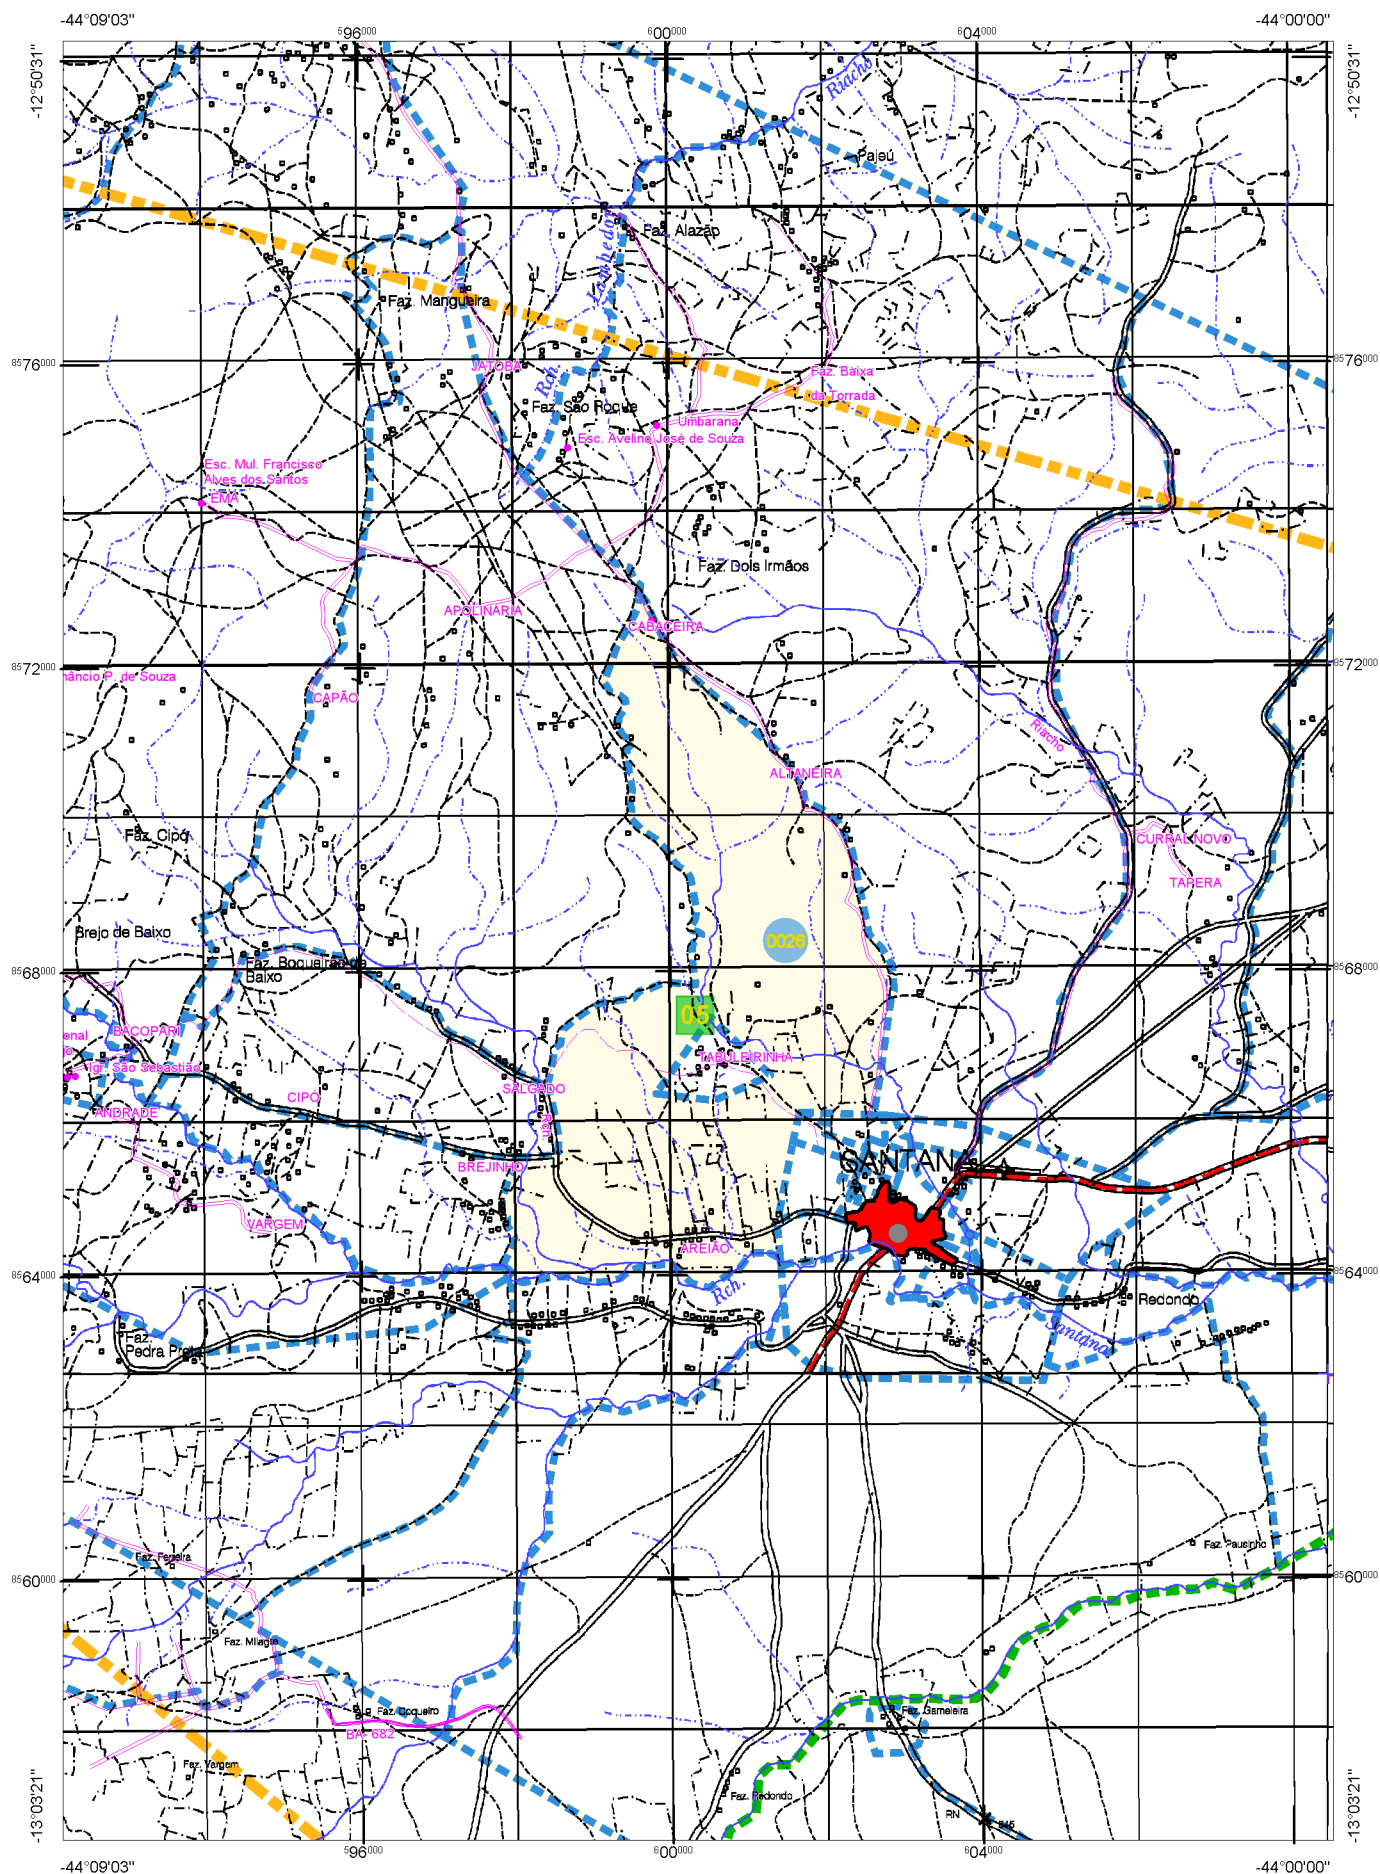 -44°09'03"
-44°00'00"
596000
600000
604000
-12°50'31"
-12°50'31"
Riacho
Pajeú
Faz. Alazão
Faz. Mangueira
8576000
8576000
JATOBÁ
Rch.
Faz. Baixa
da Torrada
Faz. São Roque
Umbarana
Esc. Avelino José de Souza
Esc. Mul. Francisco
Alves dos Santos
EMA
Faz. Dois Irmãos
APOLINÁRIA
CABACEIRA
8572000
8572000
mâncio P. de Souza
CAPÃO
Riacho
ALTANEIRA
Faz. Cipó
CURRAL NOVO
TAPERA
Brejo de Baixo
0026
Faz. Boqueirão de
Baixo
8568000
8568000
05
BACOPARI
onal
TABULEIRINHA
Igr. São Sebastião
SALGADO
CIPÓ
ANDRADE
Rch.
BREJINHO
SANTANA
VARGEM
AREIÃO
8564000
8564000
Rch.
Redondo
Santana
Faz.
Pedra Preta
Faz. Pausinho
Faz. Ferreira
8560000
8560000
Faz. Milagre
Faz. Coqueiro
Faz. Gameleira
BA-682
Faz. Vargem
Faz. Redondo
RN
845
-13°03'21"
-13°03'21"
596000
600000
604000
-44°09'03"
-44°00'00"